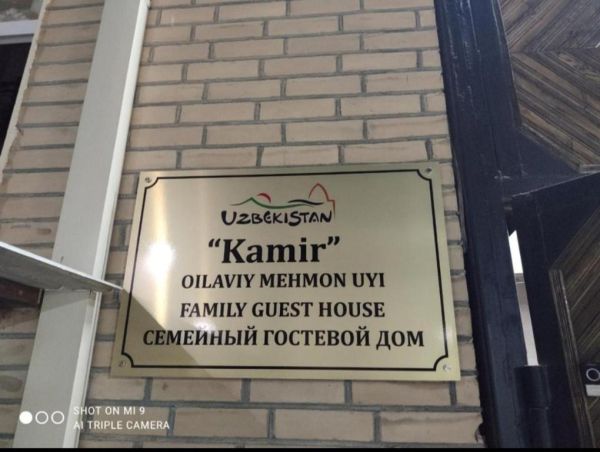 UZBEKISTAN
“Kamir”
OILAVIY MEHMON UYI
FAMILY GUEST HOUSE
СЕМЕЙНЫЙ ГОСТЕВОЙ ДОМ
SHOT ON MI 9
AI TRIPLE CAMERA